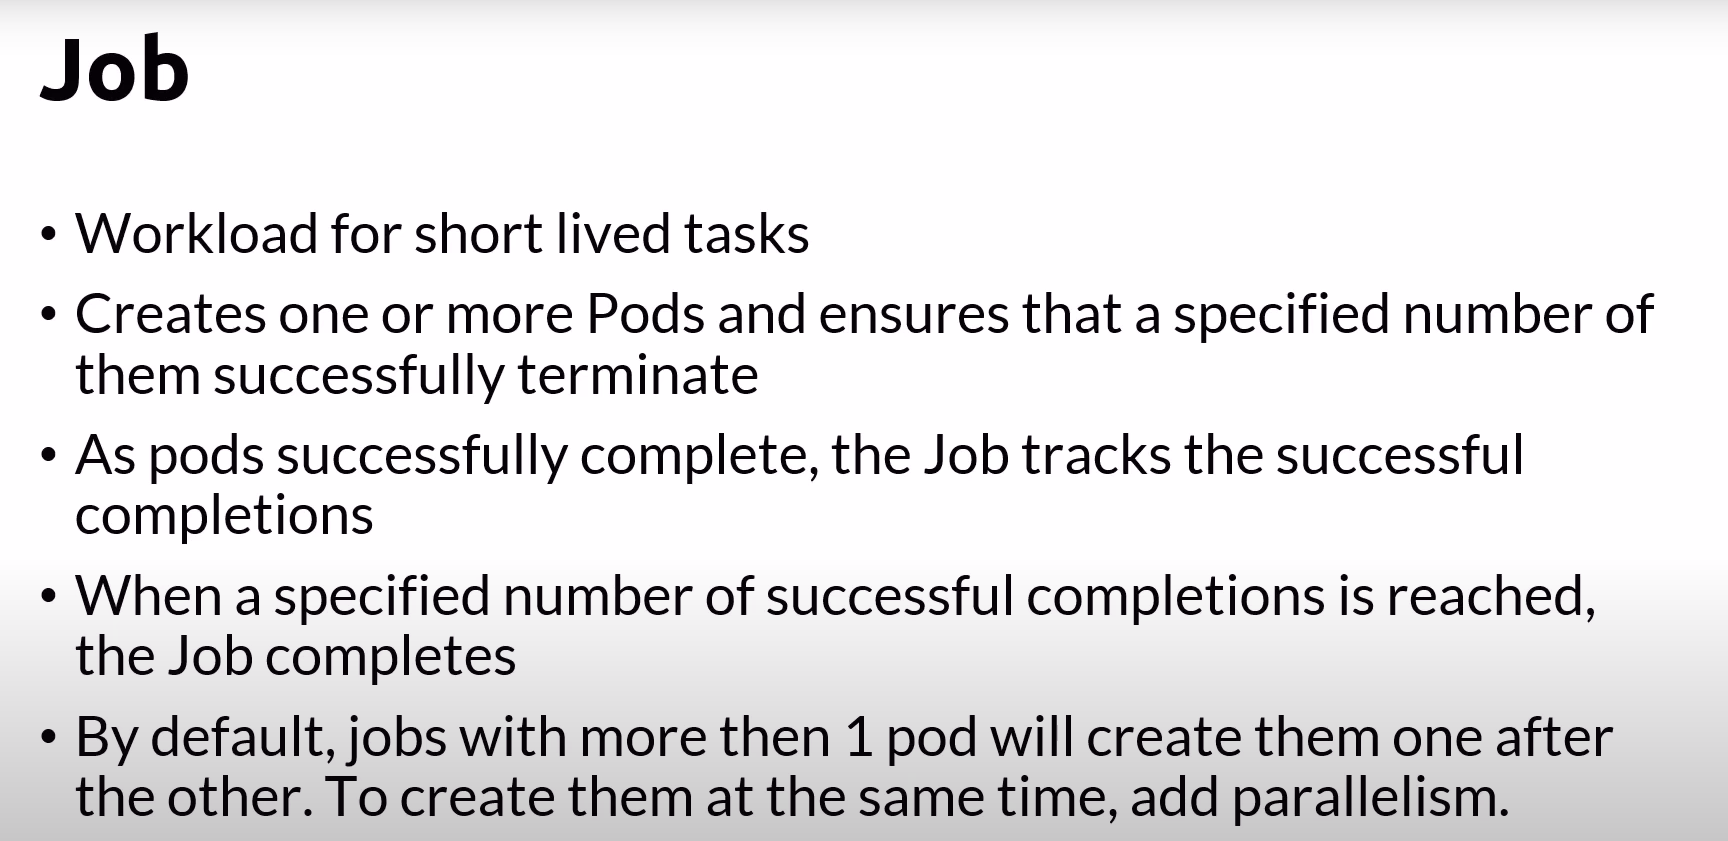 Job
• Workload for short lived tasks
• Creates one or more Pods and ensures that a specified number of
them successfully terminate
• As pods successfully complete, the Job tracks the successful
completions
• When a specified number of successful completions is reached,
the Job completes
• By default, jobs with more then 1 pod will create them one after
the other. To create them at the same time, add parallelism.